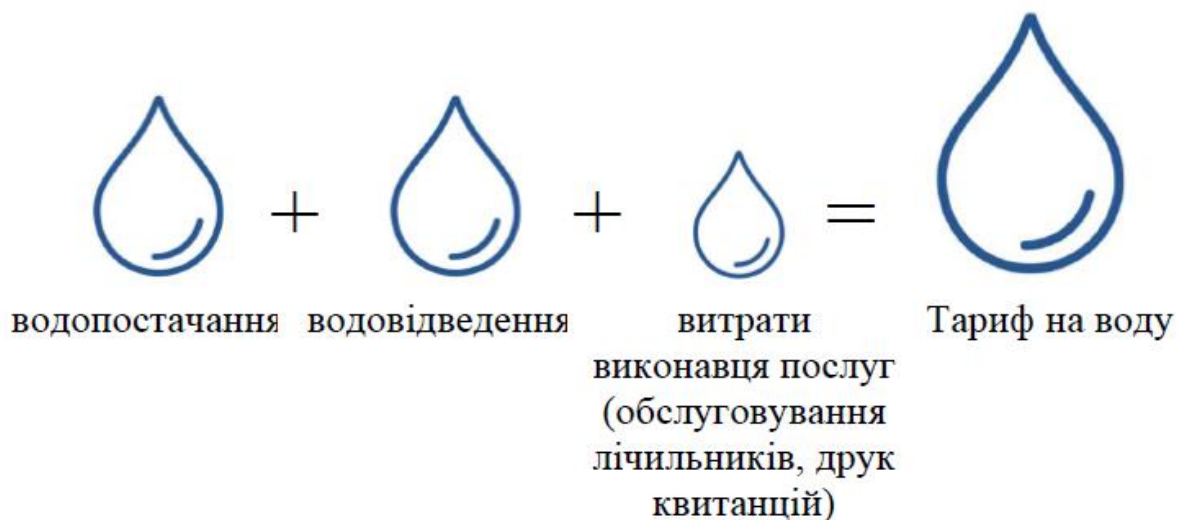 + + =
водопостачання водовідведення витрати Тариф на воду
виконавця послуг
(обслуговування
лічильників, друк
квитанцій)